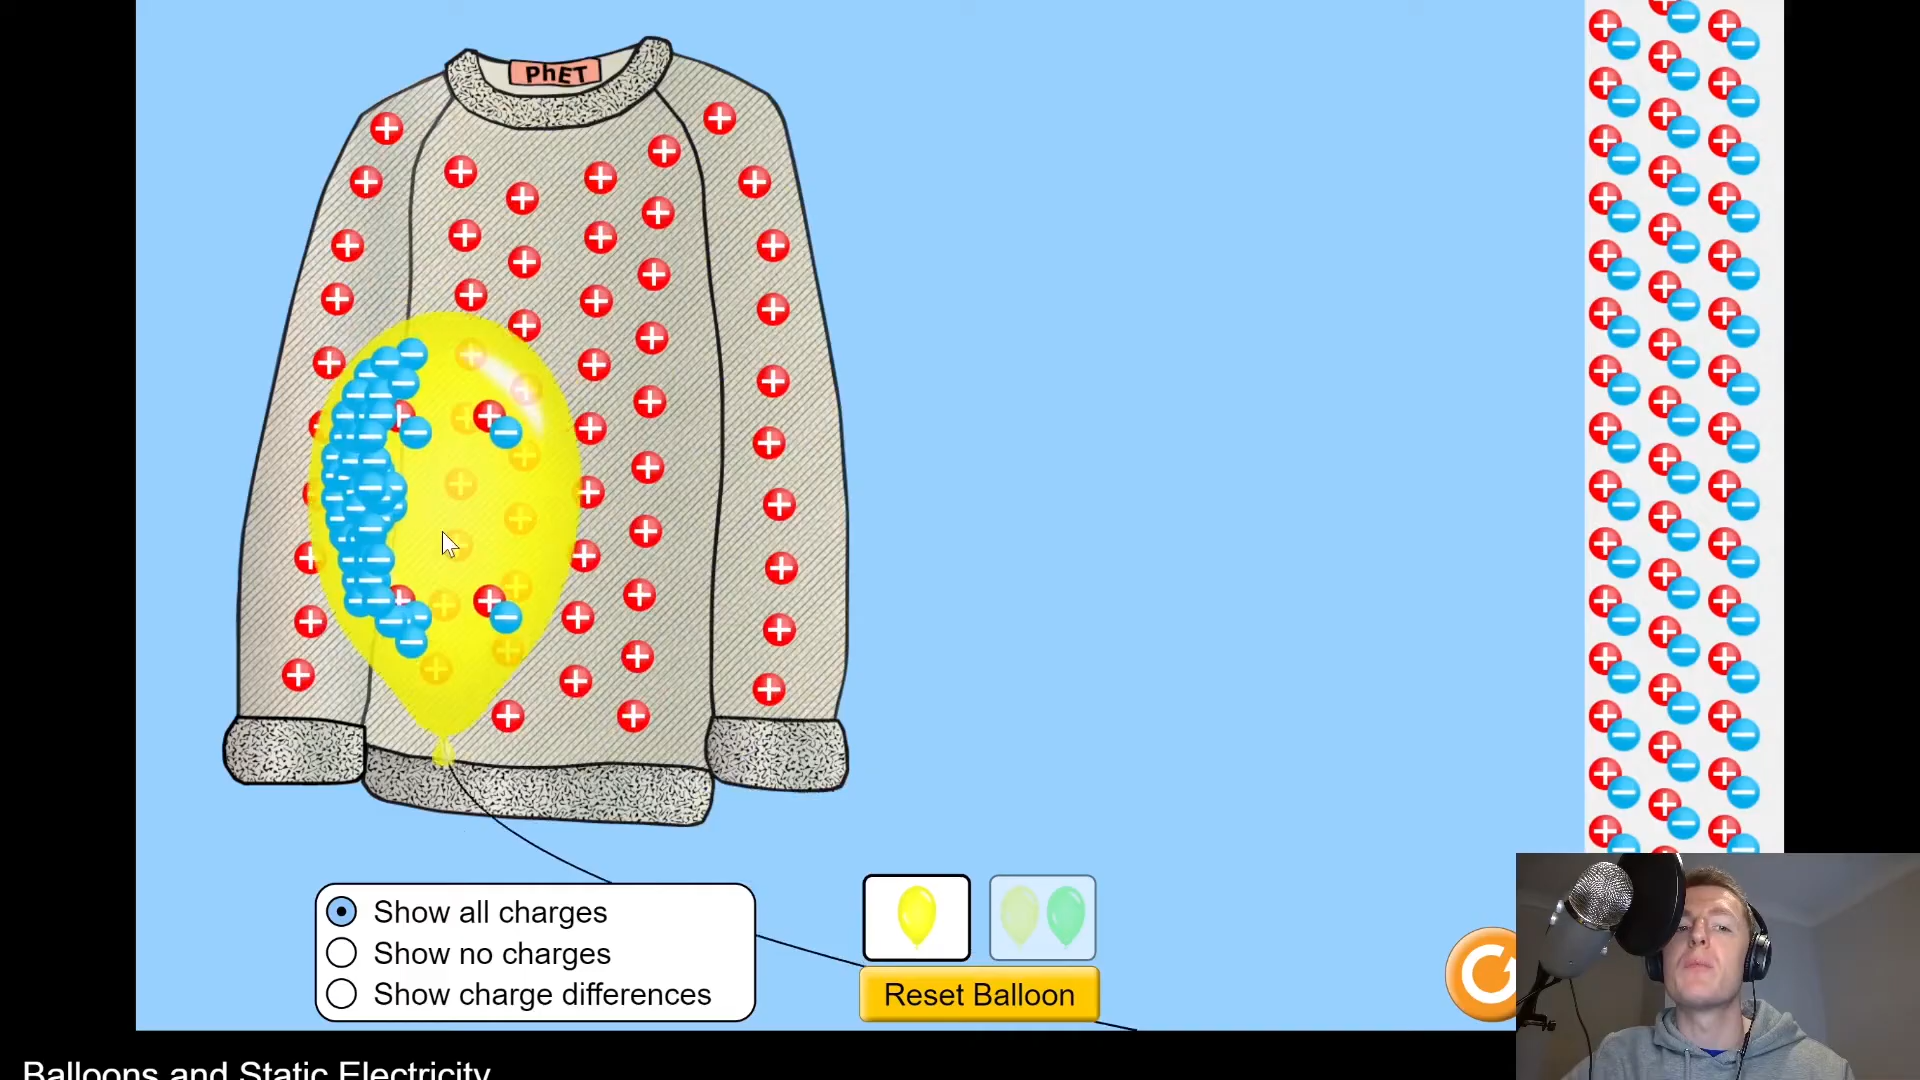 PhET
Show all charges
Show no charges
Show charge differences
Reset Balloon
Balloons and Static Electricity